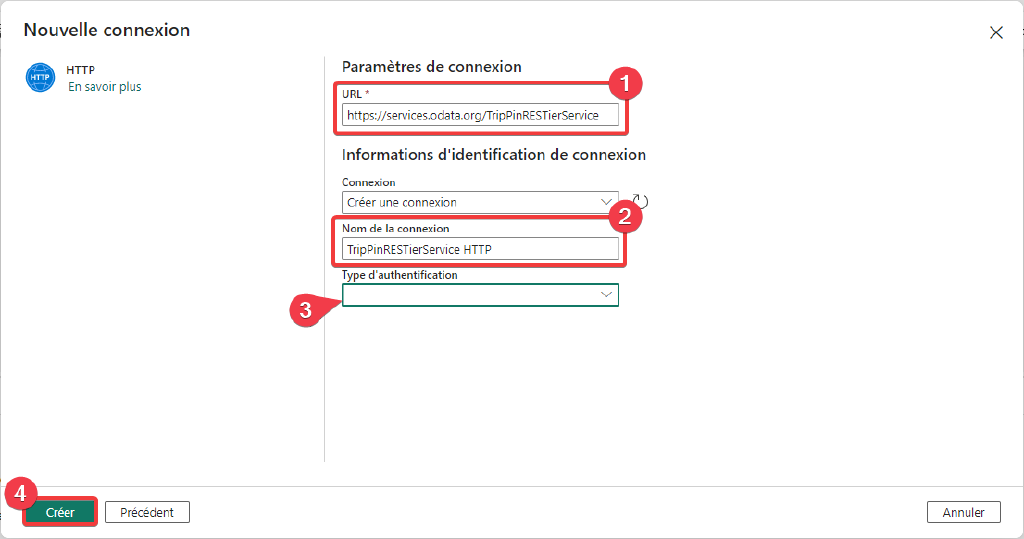 Nouvelle connexion
HTTP
HTTP
En savoir plus
Paramètres de connexion
1
URL *
https://services.odata.org/TripPinRESTierService
Informations d'identification de connexion
Connexion
Créer une connexion
2
Nom de la connexion
TripPinRESTierService HTTP
Type d'authentification
3
4
Créer
Précédent
Annuler